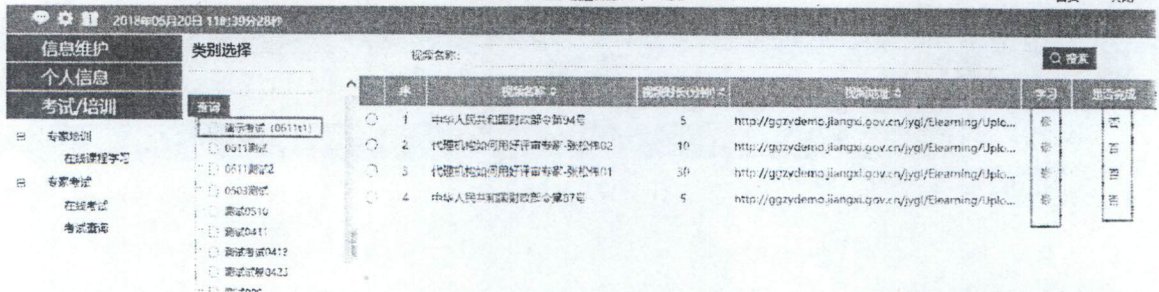 2018年06月20日 11时39分28秒
信息维护
个人信息
考试/培训
专家培训
在线课程学习
专家考试
在线考试
考试查询
类别选择
查询
演示考试（0611t1）
0611测试
0611测试2
0503测试
测试0510
测试0411
测试考试0413
测试试卷0423
视频名称：
搜索
序 视频名称 视频时长(分钟) 视频地址 学习 是否完成
1 中华人民共和国财政部令第94号 5 http://ggzydemo.jiangxi.gov.cn/jygl/Elearning/Uplo...
2 代理机构如何用好评审专家-张松伟02 10 http://ggzydemo.jiangxi.gov.cn/jygl/Elearning/Uplo...
3 代理机构如何用好评审专家-张松伟01 30 http://ggzydemo.jiangxi.gov.cn/jygl/Elearning/Uplo...
4 中华人民共和国财政部令第87号 5 http://ggzydemo.jiangxi.gov.cn/jygl/Elearning/Uplo...